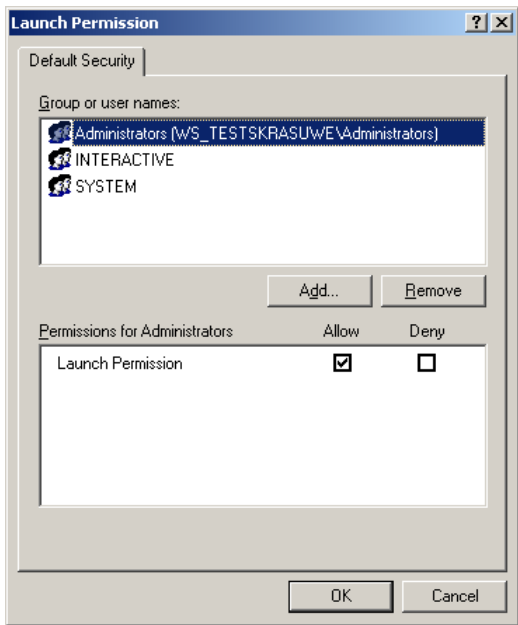 Launch Permission
Default Security
Group or user names:
Administrators (WS_TESTSKRASUWE\Administrators)
INTERACTIVE
SYSTEM
Add... Remove
Permissions for Administrators Allow Deny
Launch Permission
OK Cancel